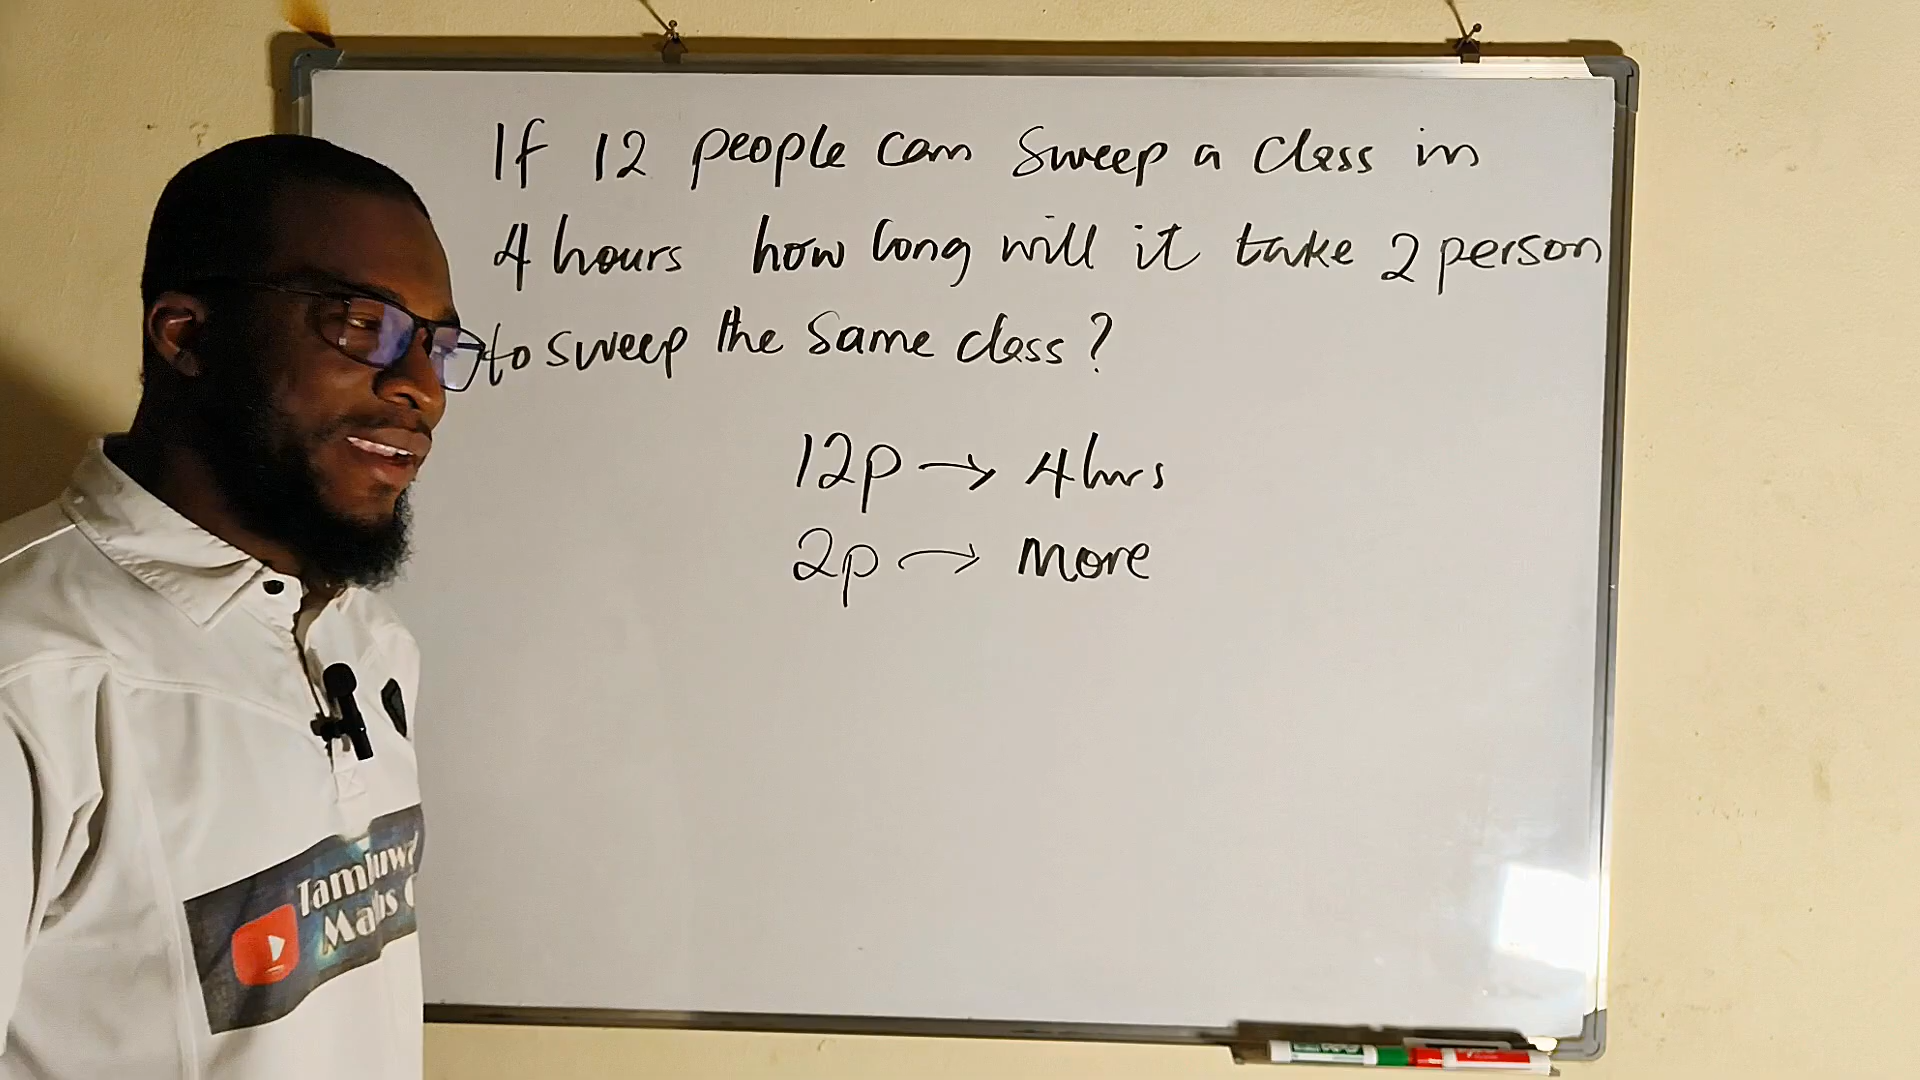 If 12 people can sweep a class in
4 hours how long will it take 2 person
to sweep the same class?
12p → 4hrs
2p → More
Maths